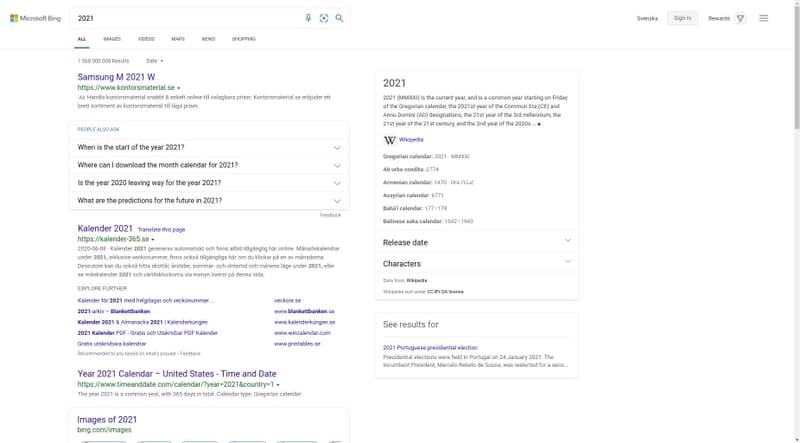 Microsoft Bing
2021
Svenska
Sign in
Rewards
ALL
IMAGES
VIDEOS
MAPS
NEWS
SHOPPING
1 560 000 000 Results
Date
Samsung M 2021 W
https://www.kontorsmaterial.se
Ad Handla kontorsmaterial snabbt & enkelt online till oslagbara priser. Kontorsmaterial.se erbjuder ett
brett sortiment av kontorsmaterial till låga priser.
PEOPLE ALSO ASK
When is the start of the year 2021?
Where can I download the month calendar for 2021?
Is the year 2020 leaving way for the year 2021?
What are the predictions for the future in 2021?
Feedback
Kalender 2021 Translate this page
https://kalender-365.se
2020-06-08 · Kalender 2021 genereras automatiskt och finns alltid tillgänglig här online. Månadskalendrar
under 2021, inklusive veckonummer, finns också tillgängliga här om du klickar på en av månaderna.
Dessutom kan du också hitta skottår, årstider, sommar- och vintertid och månens läge under 2021, eller
se månkalender 2021 och världsklockorna via menyn överst på denna sida.
EXPLORE FURTHER
Kalender för 2021 med helgdagar och veckonummer ...
veckonr.se
2021-arkiv – Blankettbanken
www.blankettbanken.se
Kalender 2021 & Almanacka 2021 | Kalenderkungen
www.kalenderkungen.se
2021 Kalender PDF - Gratis och Utskrivbar PDF Kalender
www.wincalendar.com
Gratis utskrivbara kalendrar
www.printables.se
Recommended to you based on what's popular · Feedback
Year 2021 Calendar – United States - Time and Date
https://www.timeanddate.com/calendar/?year=2021&country=1
The year 2021 is a common year, with 365 days in total. Calendar type: Gregorian calendar
Images of 2021
bing.com/images
2021
2021 (MMXXI) is the current year, and is a common year starting on Friday
of the Gregorian calendar, the 2021st year of the Common Era (CE) and
Anno Domini (AD) designations, the 21st year of the 3rd millennium, the
21st year of the 21st century, and the 2nd year of the 2020s ...
W Wikipedia
Gregorian calendar: 2021 · MMXXI
Ab urbe condita: 2774
Armenian calendar: 1470 · ԹՎ ՌՆՀ
Assyrian calendar: 6771
Bahá'í calendar: 177–178
Balinese saka calendar: 1942–1943
Release date
Characters
Data from: Wikipedia
Wikipedia text under CC-BY-SA license
See results for
2021 Portuguese presidential election
Presidential elections were held in Portugal on 24 January 2021. The
incumbent President, Marcelo Rebelo de Sousa, was reelected for a seco...